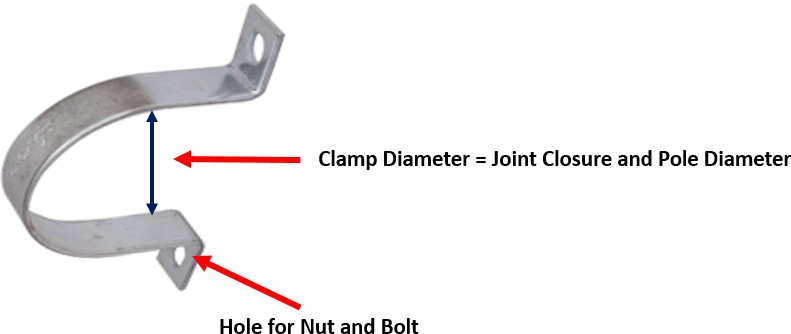 Clamp Diameter = Joint Closure and Pole Diameter
Hole for Nut and Bolt